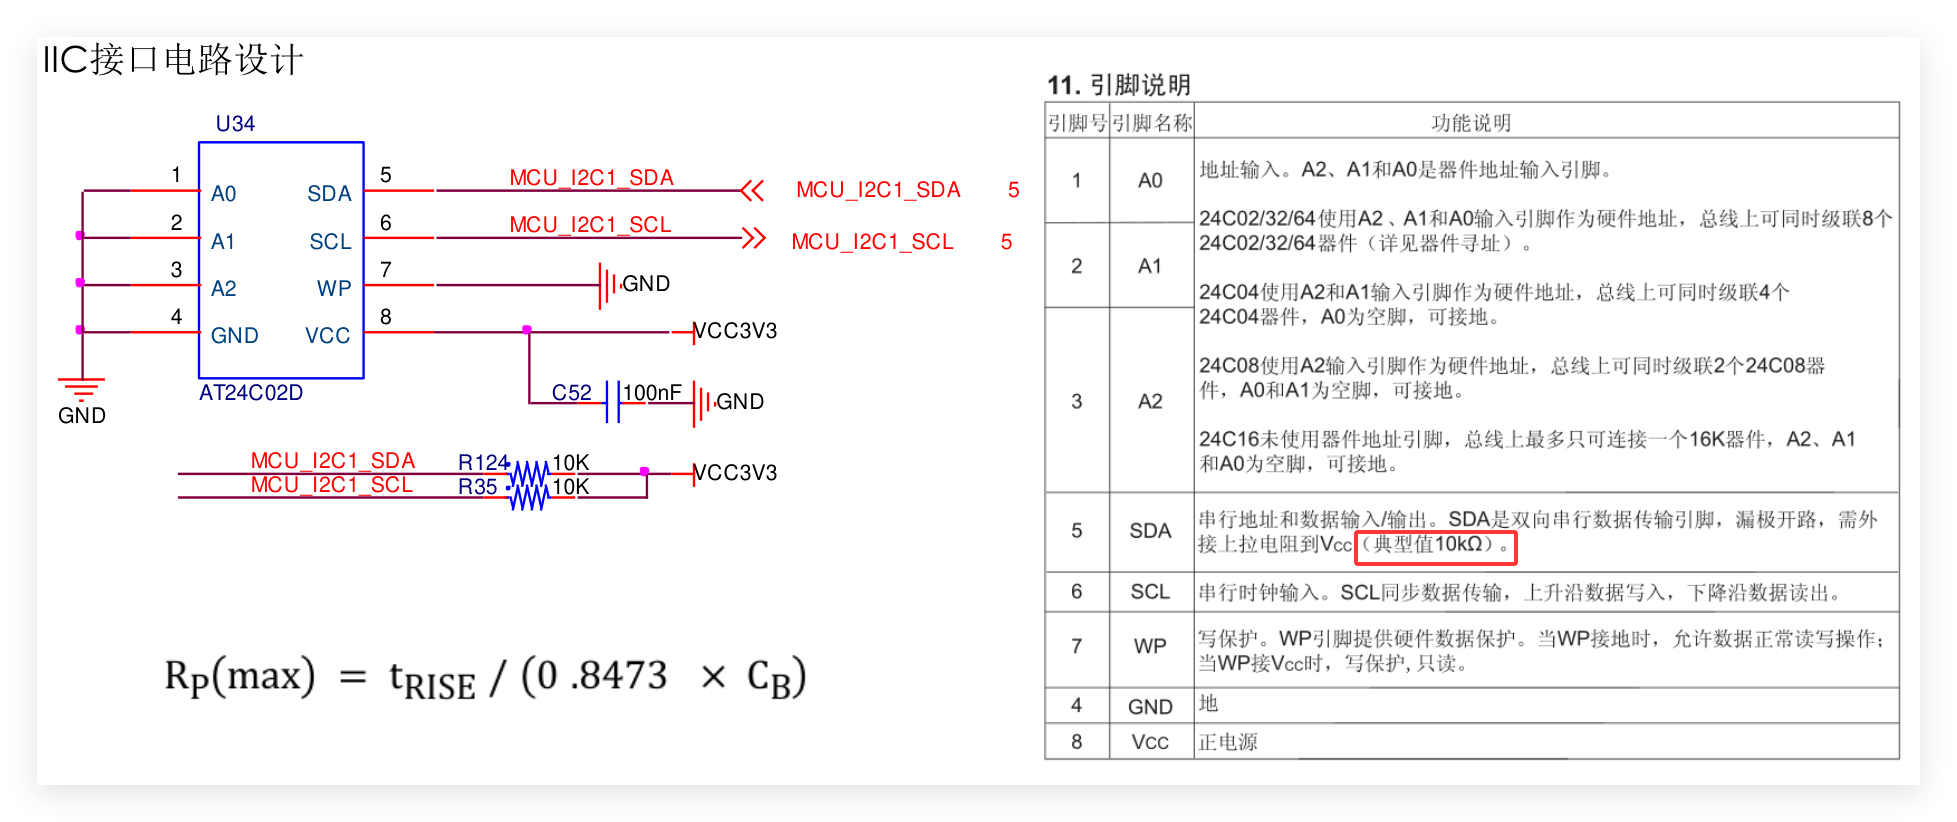 IIC接口电路设计
U34
1 A0 SDA 5 MCU_I2C1_SDA MCU_I2C1_SDA 5
2 A1 SCL 6 MCU_I2C1_SCL MCU_I2C1_SCL 5
3 A2 WP 7 GND
4 GND VCC 8 VCC3V3
AT24C02D
C52 100nF GND
GND
MCU_I2C1_SDA R124 10K VCC3V3
MCU_I2C1_SCL R35 10K
R_P(max) = t_RISE / (0 .8473 × C_B)
11. 引脚说明
引脚号 引脚名称 功能说明
1 A0
2 A1
3 A2
地址输入。A2、A1和A0是器件地址输入引脚。
24C02/32/64使用A2、A1和A0输入引脚作为硬件地址，总线上可同时级联8个
24C02/32/64器件（详见器件寻址）。
24C04使用A2和A1输入引脚作为硬件地址，总线上可同时级联4个
24C04器件，A0为空脚，可接地。
24C08使用A2输入引脚作为硬件地址，总线上可同时级联2个24C08器
件，A0和A1为空脚，可接地。
24C16未使用器件地址引脚，总线上最多只可连接一个16K器件，A2、A1
和A0为空脚，可接地。
5 SDA 串行地址和数据输入/输出。SDA是双向串行数据传输引脚，漏极开路，需外
接上拉电阻到Vcc（典型值10kΩ）。
6 SCL 串行时钟输入。SCL同步数据传输，上升沿数据写入，下降沿数据读出。
7 WP 写保护。WP引脚提供硬件数据保护。当WP接地时，允许数据正常读写操作；
当WP接Vcc时，写保护,只读。
4 GND 地
8 Vcc 正电源